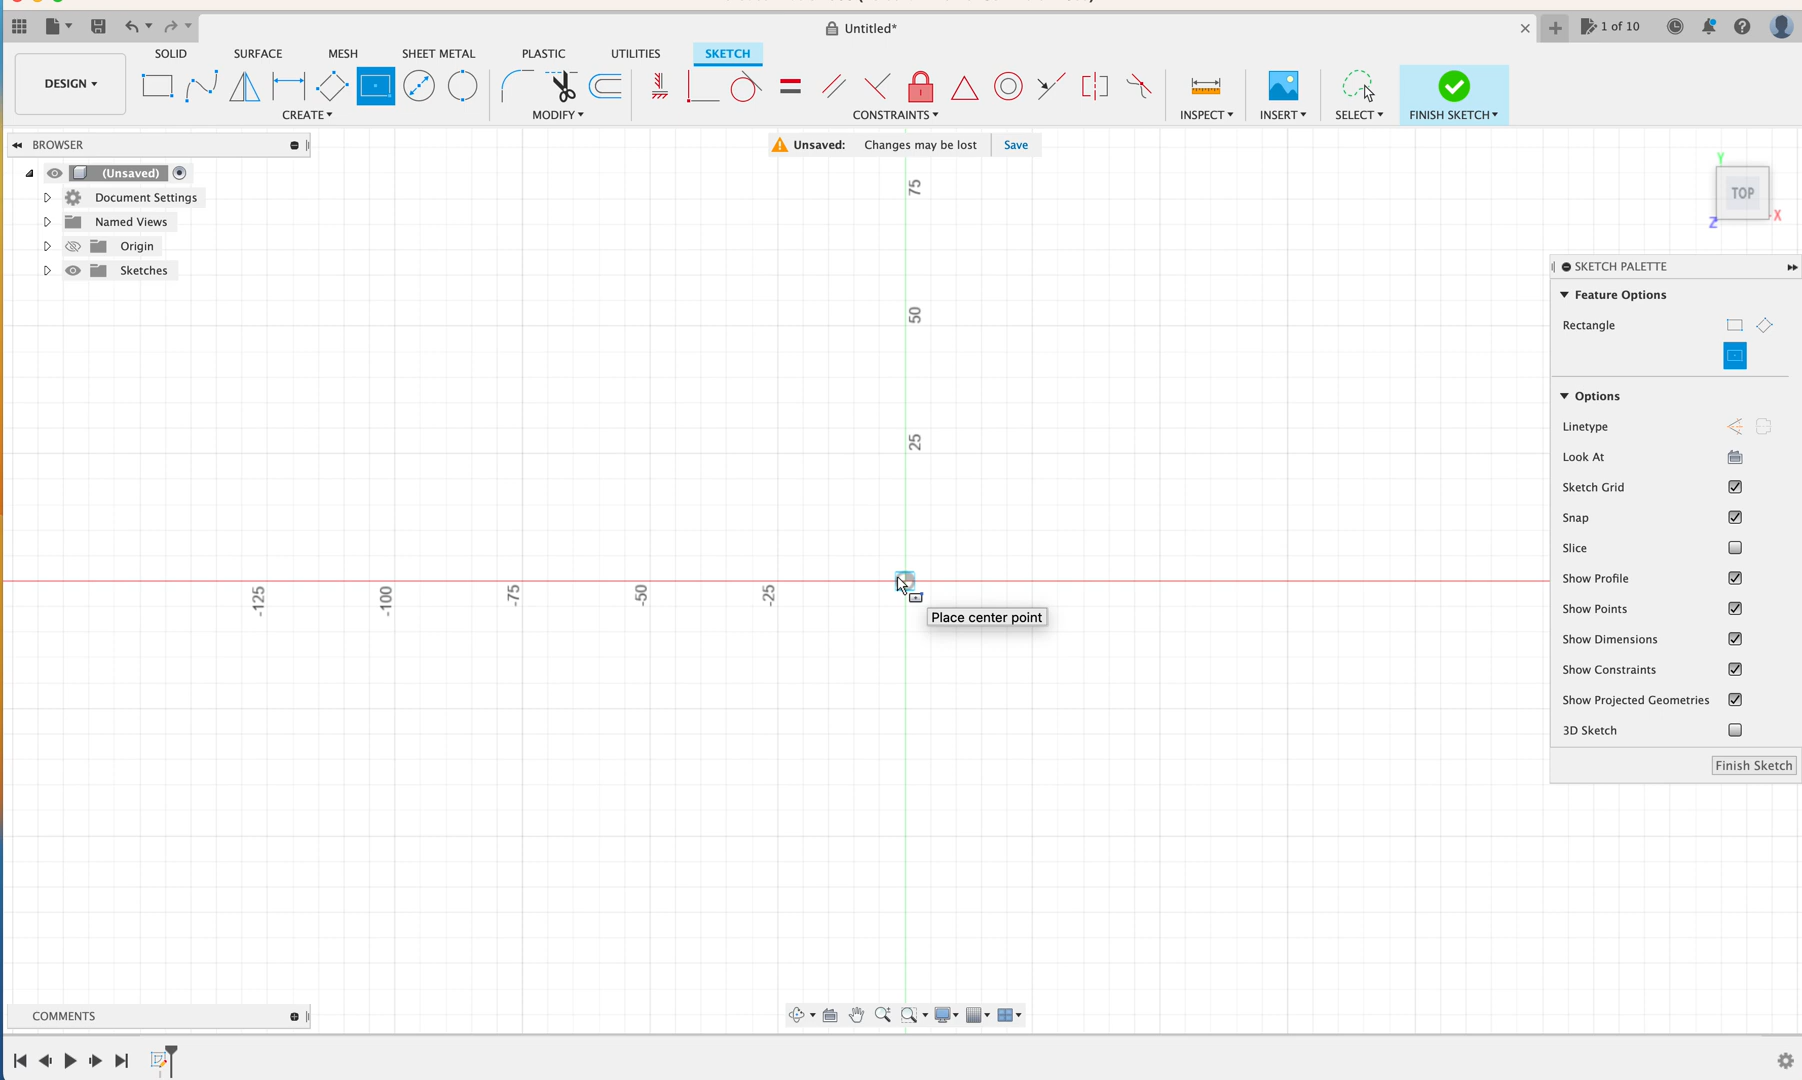 Untitled*
1 of 10
SOLID
SURFACE
MESH
SHEET METAL
PLASTIC
UTILITIES
SKETCH
DESIGN
CREATE
MODIFY
CONSTRAINTS
INSPECT
INSERT
SELECT
FINISH SKETCH
BROWSER
Unsaved: Changes may be lost Save
(Unsaved)
Document Settings
Named Views
Origin
Sketches
TOP
Y
X
Z
75
50
25
-125
-100
-75
-50
-25
Place center point
SKETCH PALETTE
Feature Options
Rectangle
Options
Linetype
Look At
Sketch Grid
Snap
Slice
Show Profile
Show Points
Show Dimensions
Show Constraints
Show Projected Geometries
3D Sketch
Finish Sketch
COMMENTS